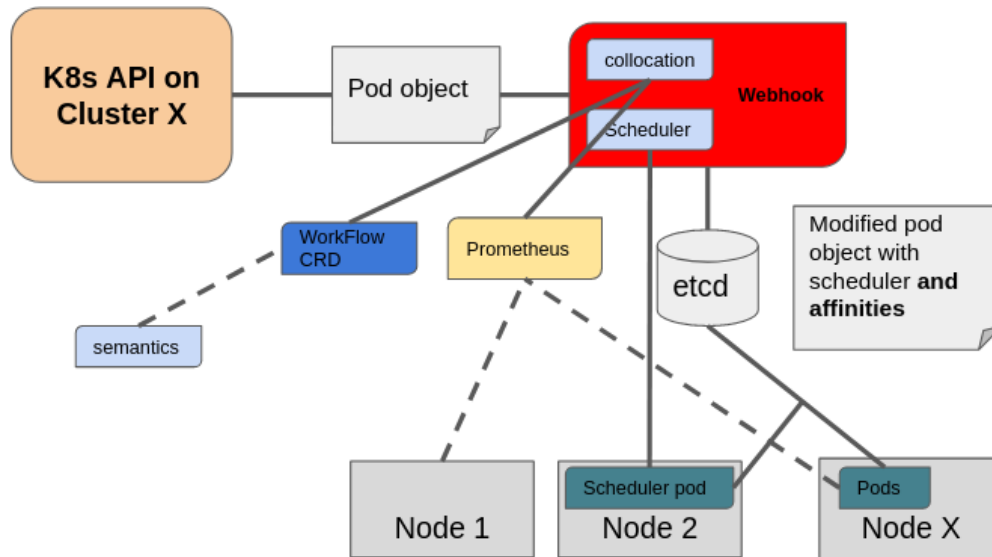 K8s API on
Cluster X
Pod object
collocation
Webhook
Scheduler
WorkFlow
CRD
Prometheus
etcd
Modified pod
object with
scheduler and
affinities
semantics
Scheduler pod
Pods
Node 1
Node 2
Node X